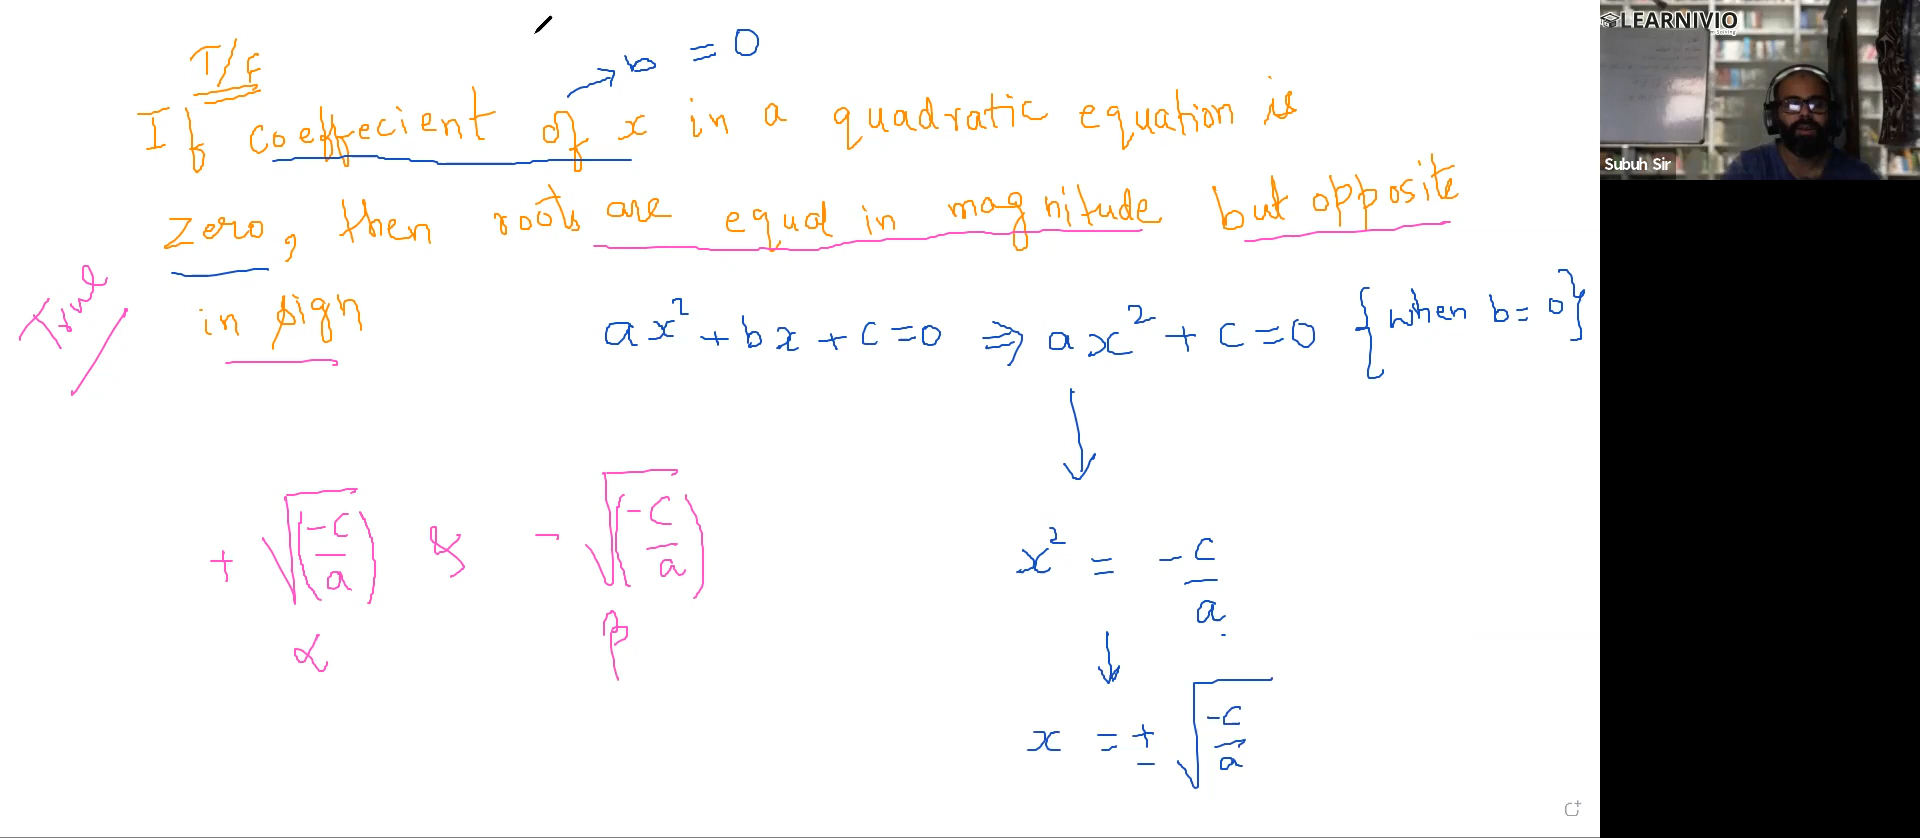 T/F
b = 0
If coeffecient of x in a quadratic equation is
zero, then roots are equal in magnitude but opposite
in sign
True
ax² + bx + c = 0 ⇒ ax² + c = 0 {when b = 0}
x² = -c/a
+ √(-c/a) & - √(-c/a)
α β
x = ± √-c/a
LEARNIVIO
Subuh Sir